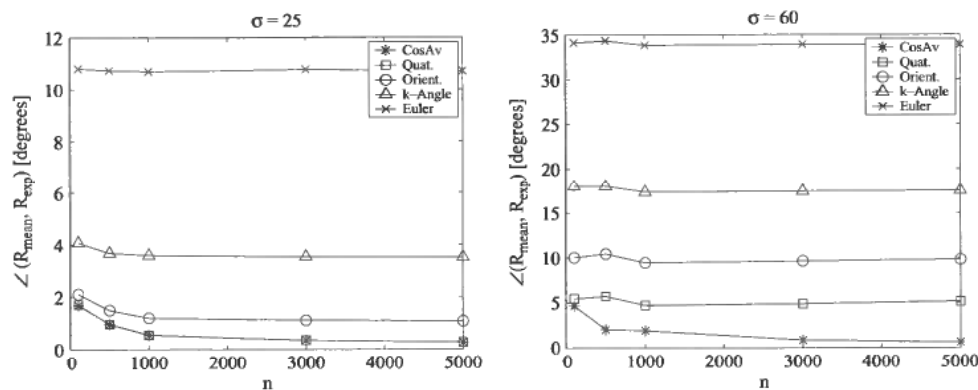 σ = 25
12
10
8
6
4
2
0
0
1000
2000
3000
4000
5000
n
∠ (R_mean, R_exp) [degrees]
CosAv
Quat.
Orient.
k–Angle
Euler
σ = 60
35
30
25
20
15
10
5
0
0
1000
2000
3000
4000
5000
n
∠(R_mean, R_exp) [degrees]
CosAv
Quat.
Orient.
k–Angle
Euler